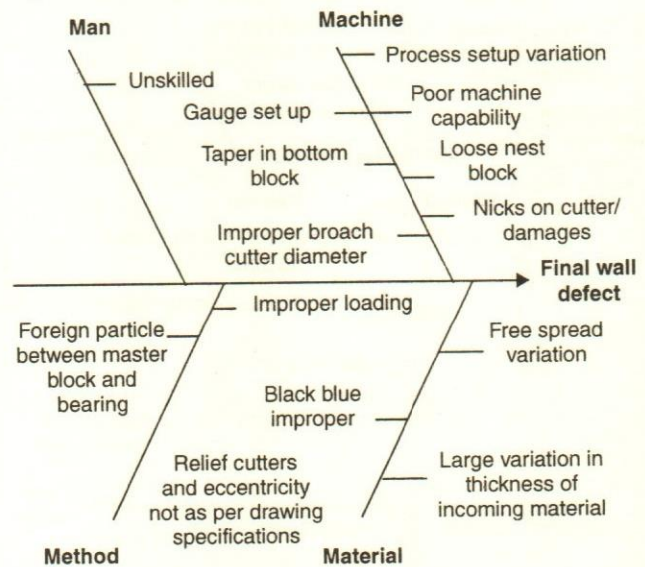 Man
Machine
Process setup variation
Unskilled
Gauge set up
Poor machine
capability
Taper in bottom
block
Loose nest
block
Nicks on cutter/
damages
Improper broach
cutter diameter
Final wall
defect
Improper loading
Foreign particle
between master
block and
bearing
Free spread
variation
Black blue
improper
Relief cutters
and eccentricity
not as per drawing
specifications
Large variation in
thickness of
incoming material
Method
Material